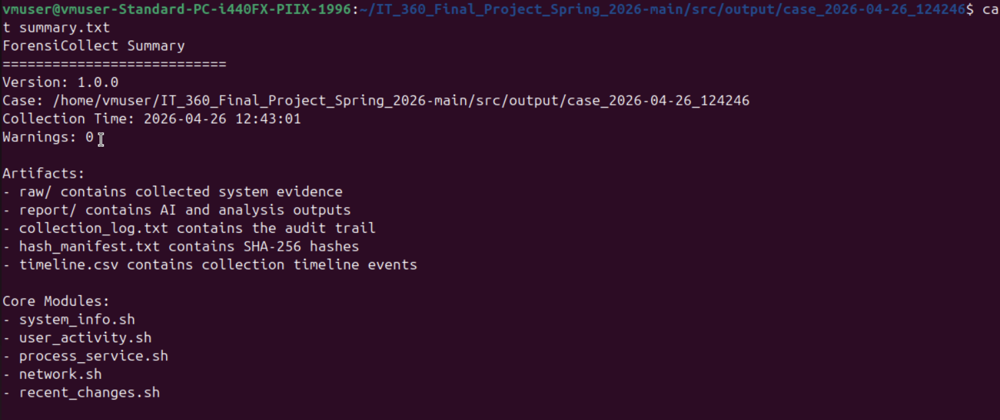 vmuser@vmuser-Standard-PC-i440FX-PIIX-1996:~/IT_360_Final_Project_Spring_2026-main/src/output/case_2026-04-26_124246$ ca
t summary.txt
ForensiCollect Summary
===========================
Version: 1.0.0
Case: /home/vmuser/IT_360_Final_Project_Spring_2026-main/src/output/case_2026-04-26_124246
Collection Time: 2026-04-26 12:43:01
Warnings: 0

Artifacts:
- raw/ contains collected system evidence
- report/ contains AI and analysis outputs
- collection_log.txt contains the audit trail
- hash_manifest.txt contains SHA-256 hashes
- timeline.csv contains collection timeline events

Core Modules:
- system_info.sh
- user_activity.sh
- process_service.sh
- network.sh
- recent_changes.sh